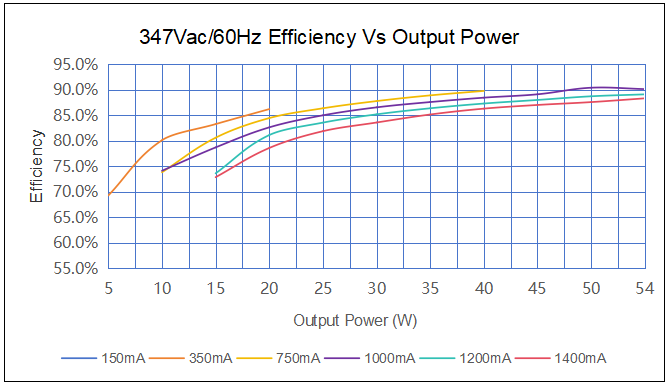 347Vac/60Hz Efficiency Vs Output Power
95.0%
90.0%
85.0%
80.0%
75.0%
70.0%
65.0%
60.0%
55.0%
Efficiency
5 10 15 20 25 30 35 40 45 50 54
Output Power (W)
150mA 350mA 750mA 1000mA 1200mA 1400mA